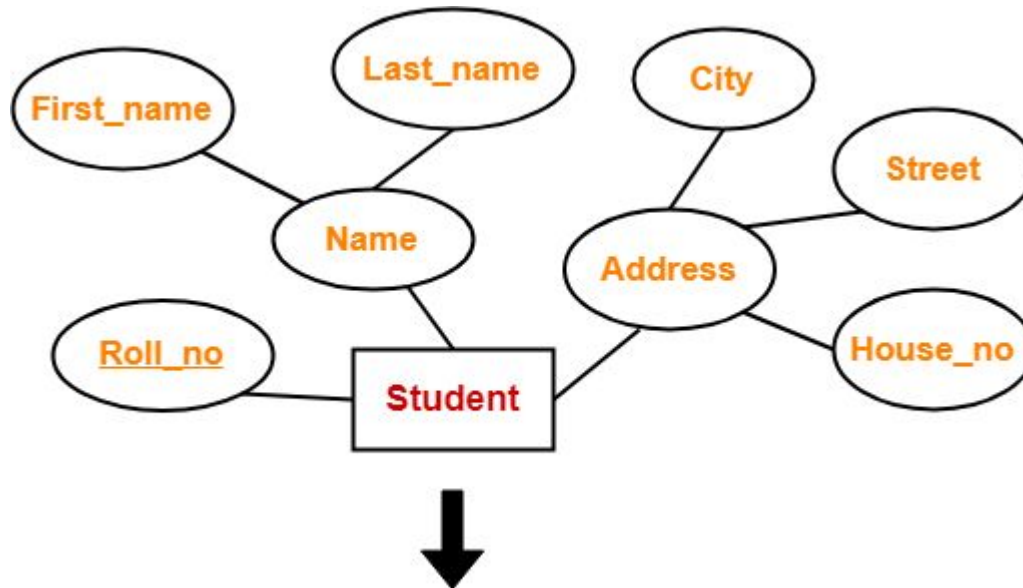 First_name
Last_name
City
Street
Name
Address
Roll_no
Student
House_no